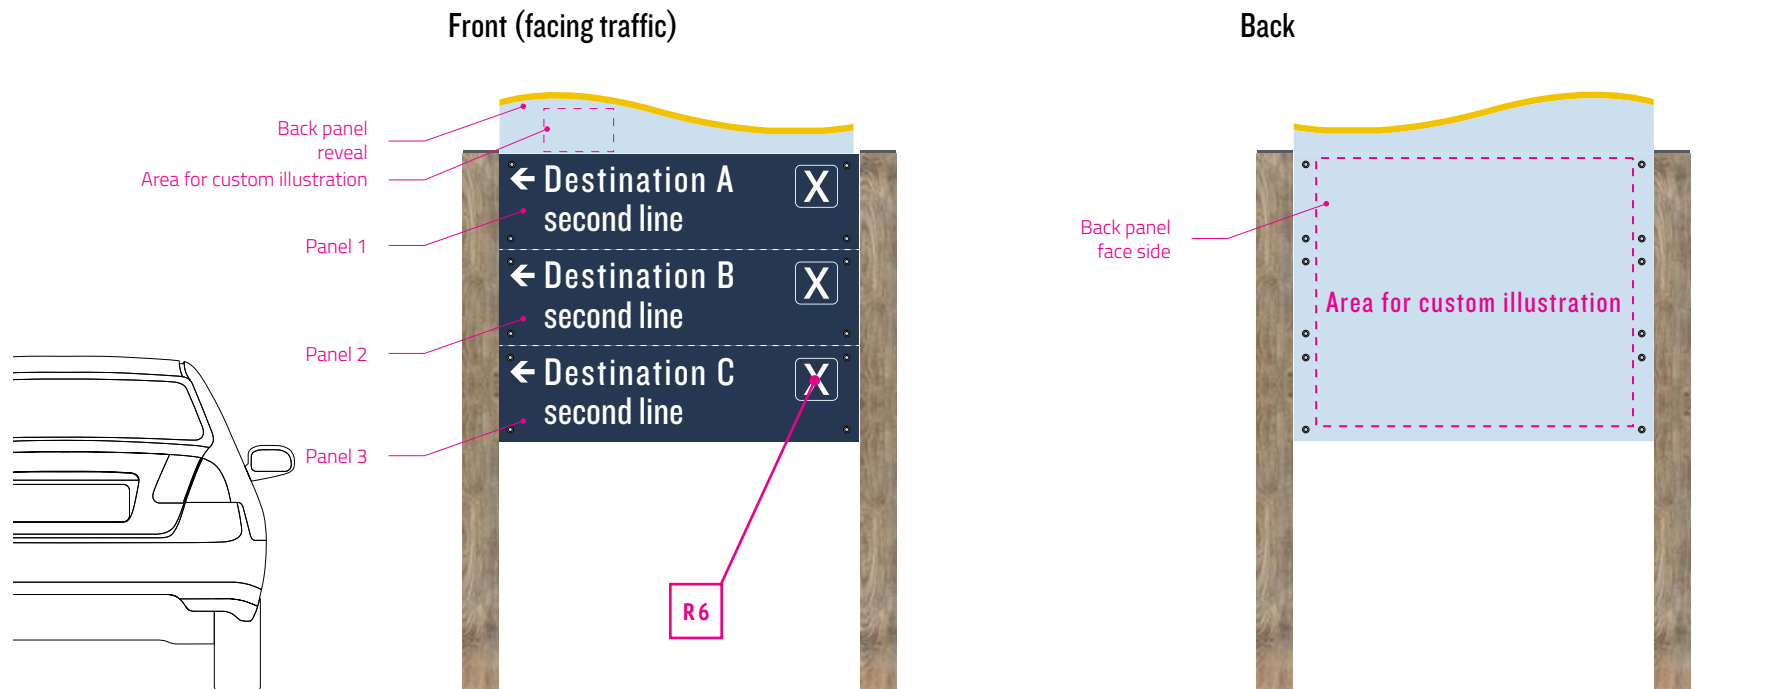 Front (facing traffic)
Back
Back panel
reveal
Area for custom illustration
Panel 1
Panel 2
Panel 3
← Destination A
second line
X
← Destination B
second line
X
← Destination C
second line
X
R6
Back panel
face side
Area for custom illustration